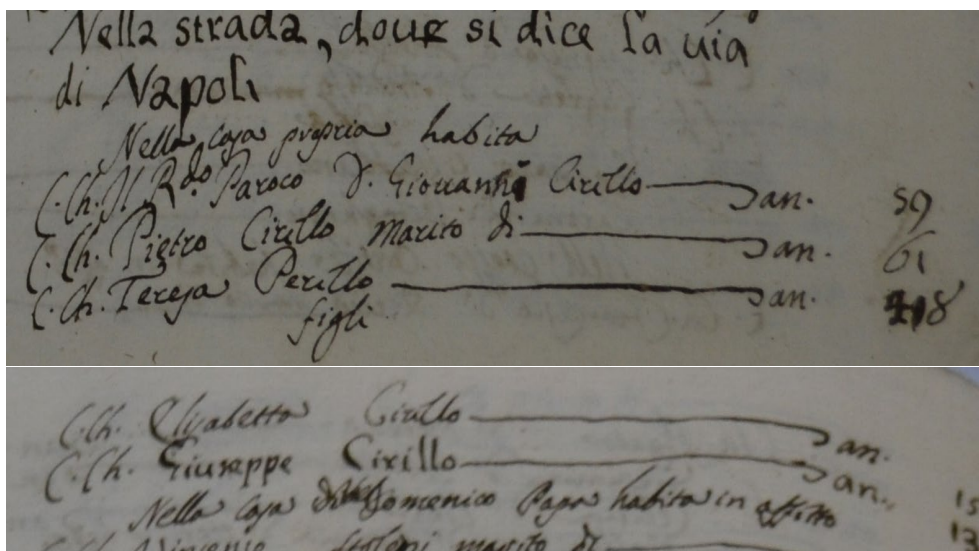 Nella strada, doue si dice la uia
di Napoli
Nella casa propria habita
C. Ch. Il R.do Paroco D. Giouanni Cirillo an. 59
C. Ch. Pietro Cirillo marito di an. 61
C. Ch. Teresa Perillo an. 48
figli
C. Ch. Elisabetta Cirillo an.
C. Ch. Giuseppe Cirillo an. 13
Nella casa Domenico Papa habita in affitto
marito di